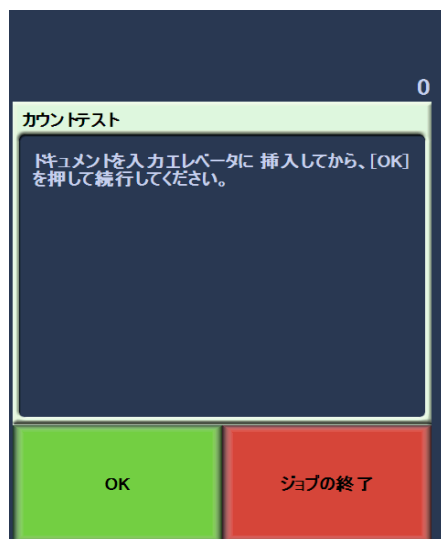 0
カウントテスト
ドキュメントを入力エレベータに 挿入してから、[OK]
を押して続行してください。
OK
ジョブの終了